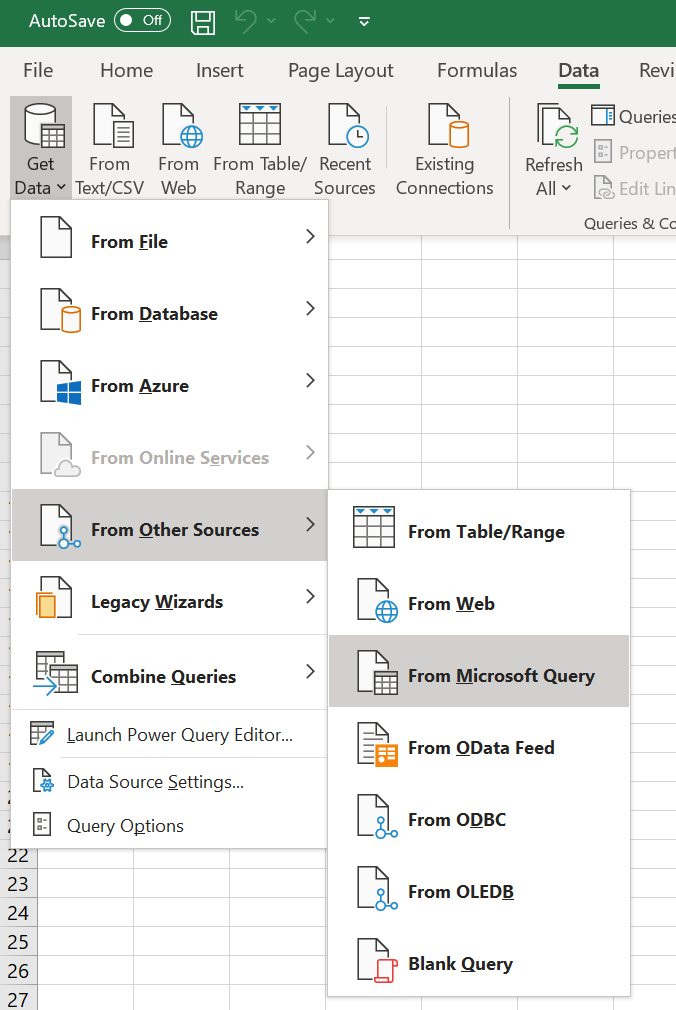 AutoSave Off
File Home Insert Page Layout Formulas Data Revi
Get Data
From Text/CSV
From Web
From Table/ Range
Recent Sources
Existing Connections
Refresh All
Queries
Propert
Edit Lin
Queries & Co
From File
From Database
From Azure
From Online Services
From Other Sources
Legacy Wizards
Combine Queries
Launch Power Query Editor...
Data Source Settings...
Query Options
From Table/Range
From Web
From Microsoft Query
From OData Feed
From ODBC
From OLEDB
Blank Query
22
23
24
25
26
27